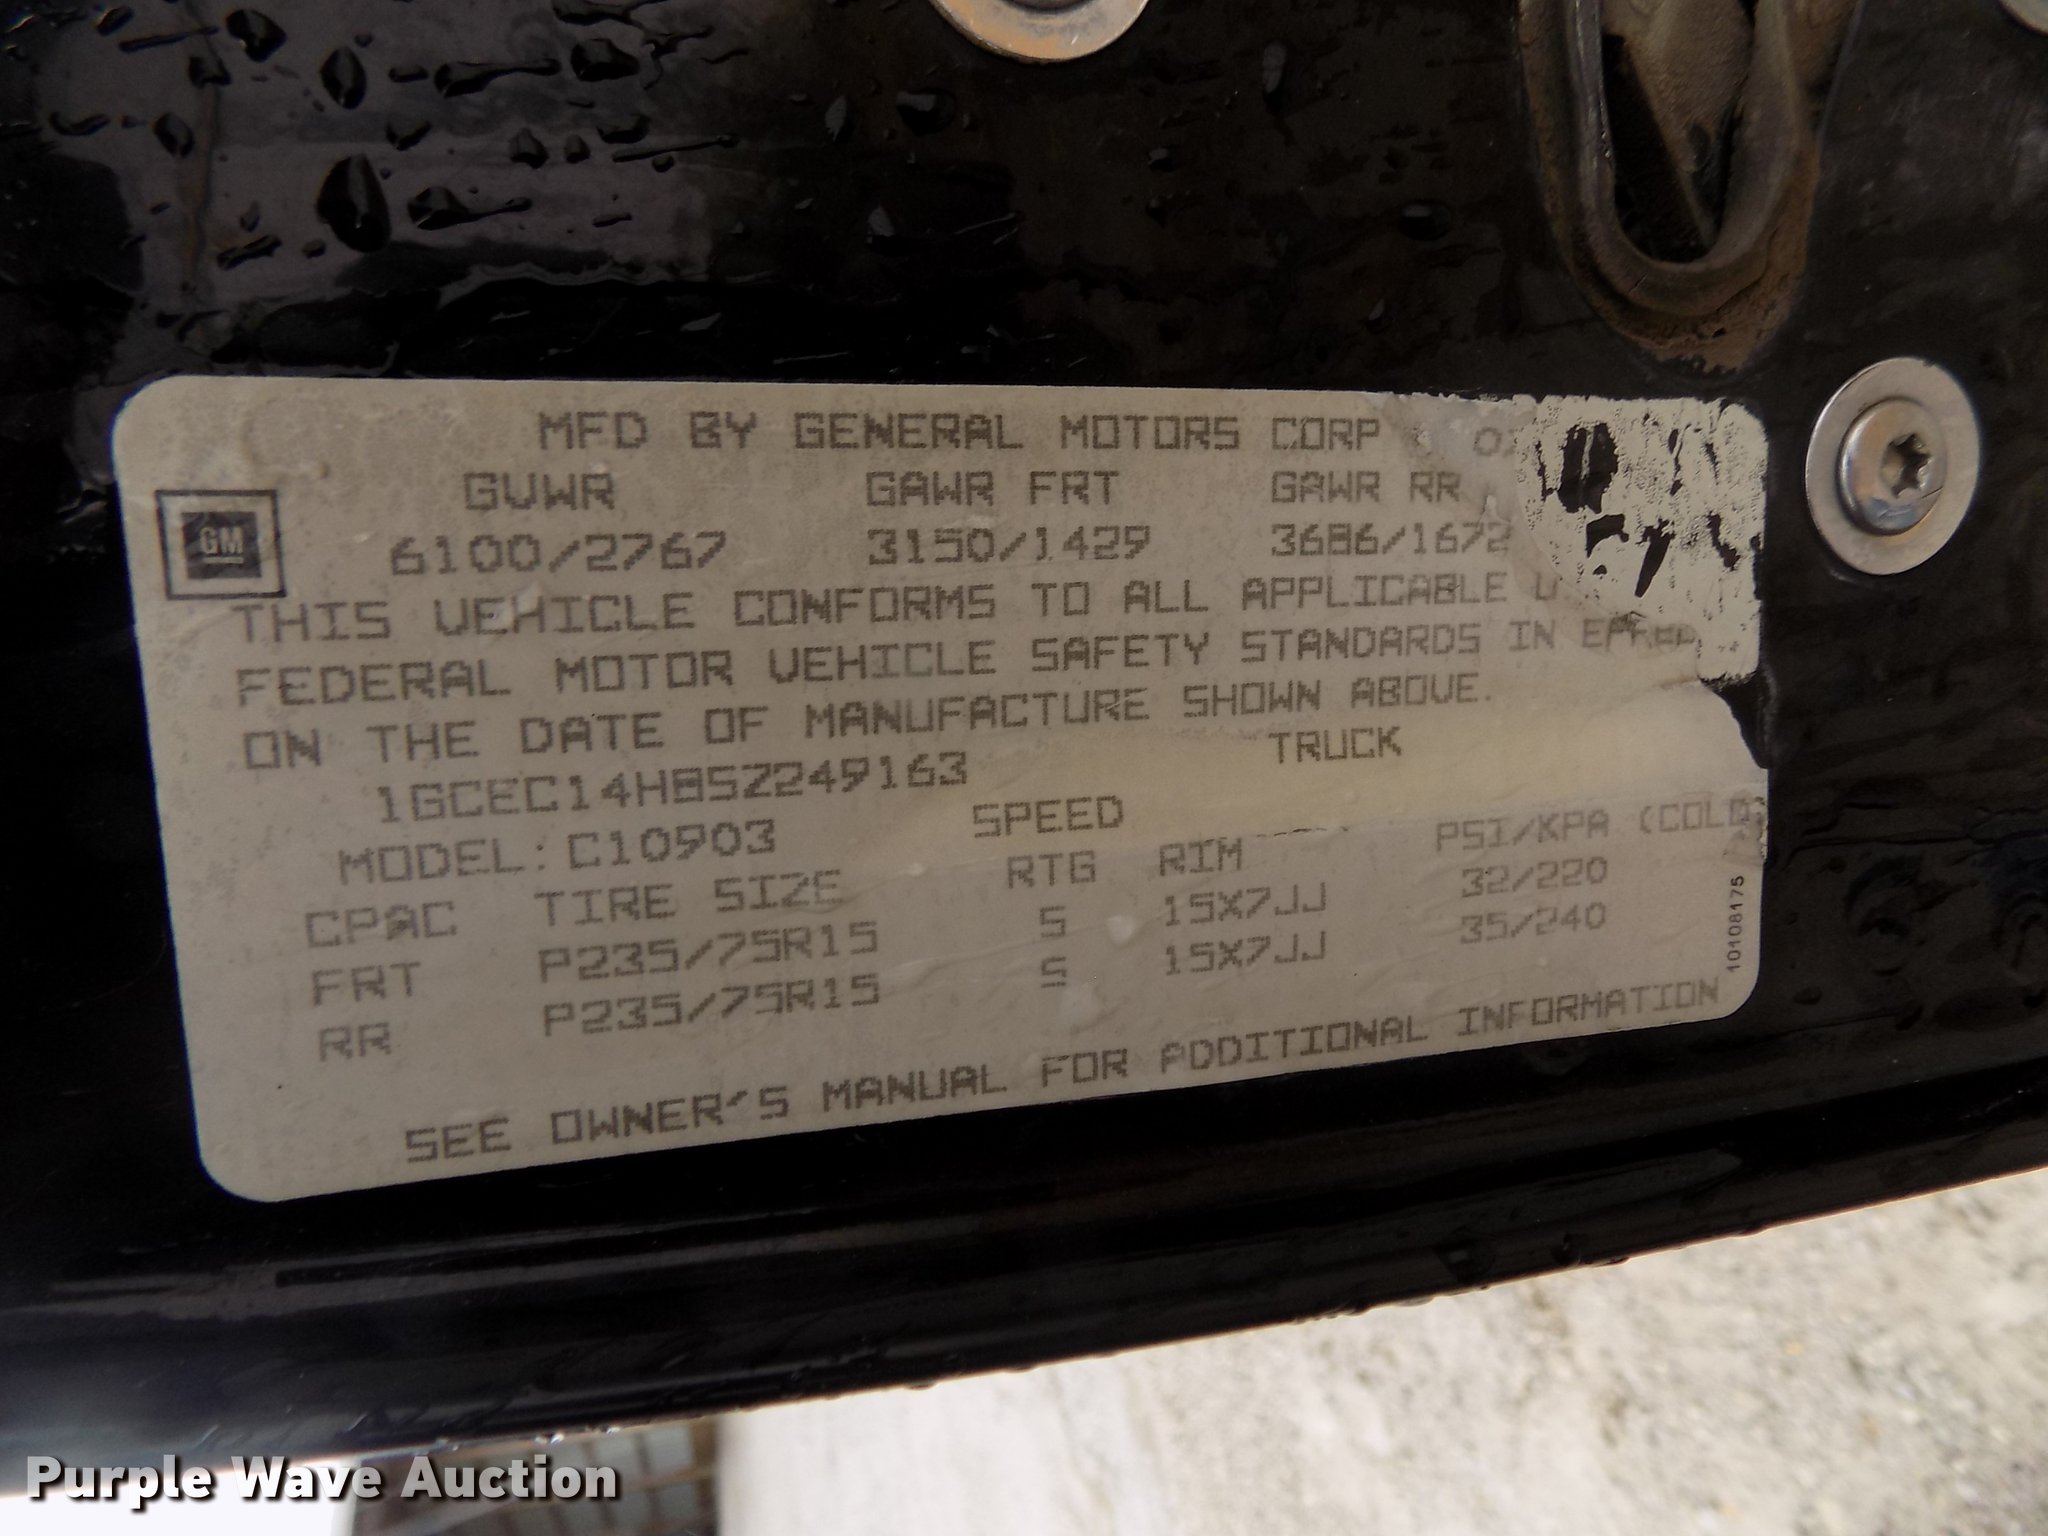 MFD BY GENERAL MOTORS CORP
GVWR GAWR FRT GAWR RR
GM
6100/2767 3150/1429 3686/1672
THIS VEHICLE CONFORMS TO ALL APPLICABLE U
FEDERAL MOTOR VEHICLE SAFETY STANDARDS IN
ON THE DATE OF MANUFACTURE SHOWN ABOVE.
1GCEC14H8SZ249163 TRUCK
MODEL: C10903 SPEED
CPAC TIRE SIZE RTG RIM PSI/KPA (COLD)
FRT P235/75R15 S 15X7JJ 32/220
RR P235/75R15 S 15X7JJ 35/240
SEE OWNER'S MANUAL FOR ADDITIONAL INFORMATION
10108175
Purple Wave Auction